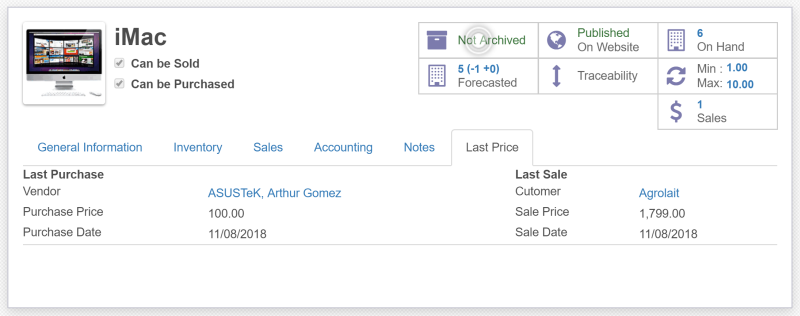 iMac
Can be Sold
Can be Purchased
Not Archived
Published
On Website
6
On Hand
5 (-1 +0)
Forecasted
Traceability
Min : 1.00
Max: 10.00
1
Sales
General Information
Inventory
Sales
Accounting
Notes
Last Price
Last Purchase
Vendor ASUSTeK, Arthur Gomez
Purchase Price 100.00
Purchase Date 11/08/2018
Last Sale
Cutomer Agrolait
Sale Price 1,799.00
Sale Date 11/08/2018